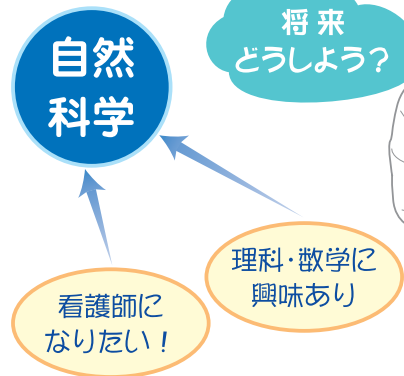 将来
どうしよう？
自然
科学
理科・数学に
興味あり
看護師に
なりたい！